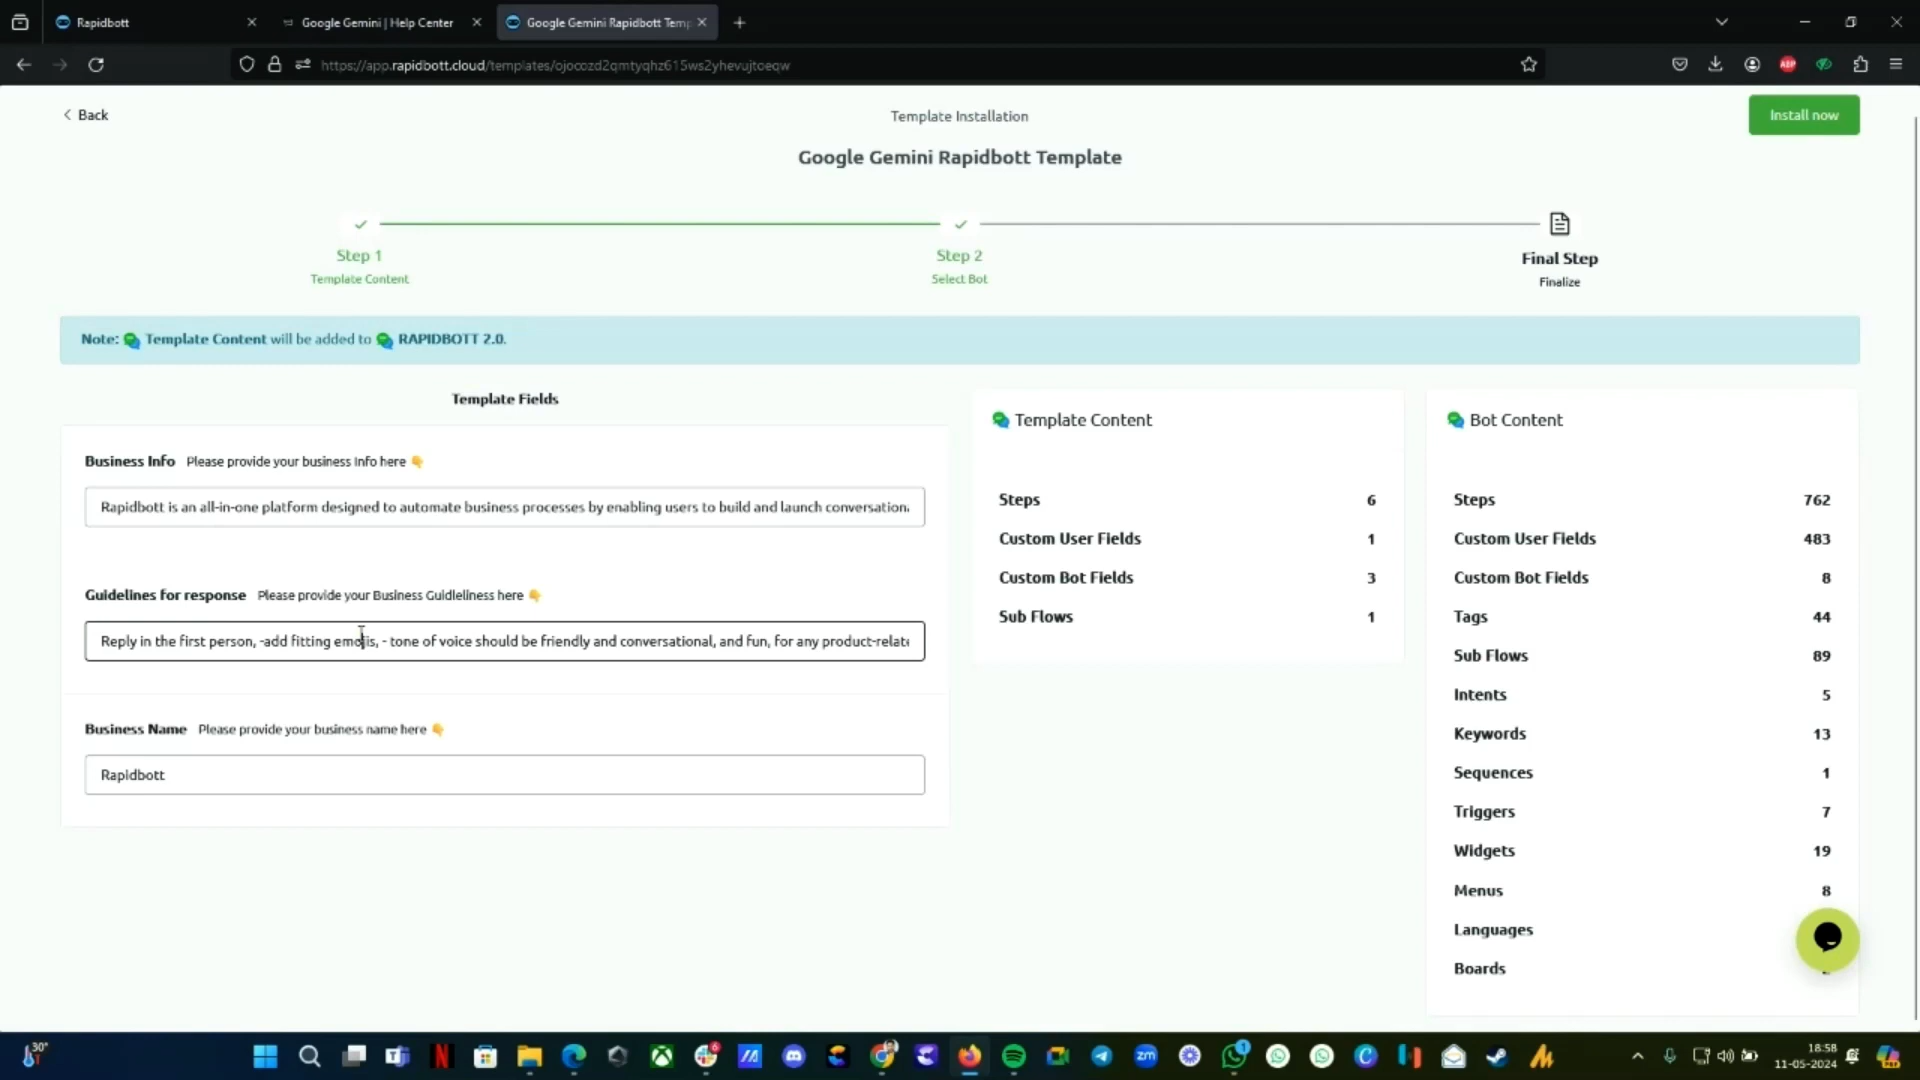 Rapidbott
Google Gemini | Help Center
Google Gemini Rapidbott Temp
https://app.rapidbott.cloud/templates/ojocozd2qmtyqhz615ws2yhevujtoeqw
ABP
Back
Template Installation
Install now
Google Gemini Rapidbott Template
Step 1
Template Content
Step 2
Select Bot
Final Step
Finalize
Note: Template Content will be added to RAPIDBOTT 2.0.
Template Fields
Business Info Please provide your business Info here
Rapidbott is an all-in-one platform designed to automate business processes by enabling users to build and launch conversation
Guidelines for response Please provide your Business Guidleliness here
Reply in the first person, -add fitting emojis, - tone of voice should be friendly and conversational, and fun, for any product-relate
Business Name Please provide your business name here
Rapidbott
Template Content
Steps 6
Custom User Fields 1
Custom Bot Fields 3
Sub Flows 1
Bot Content
Steps 762
Custom User Fields 483
Custom Bot Fields 8
Tags 44
Sub Flows 89
Intents 5
Keywords 13
Sequences 1
Triggers 7
Widgets 19
Menus 8
Languages
Boards
30°
zm
18:58
11-05-2024